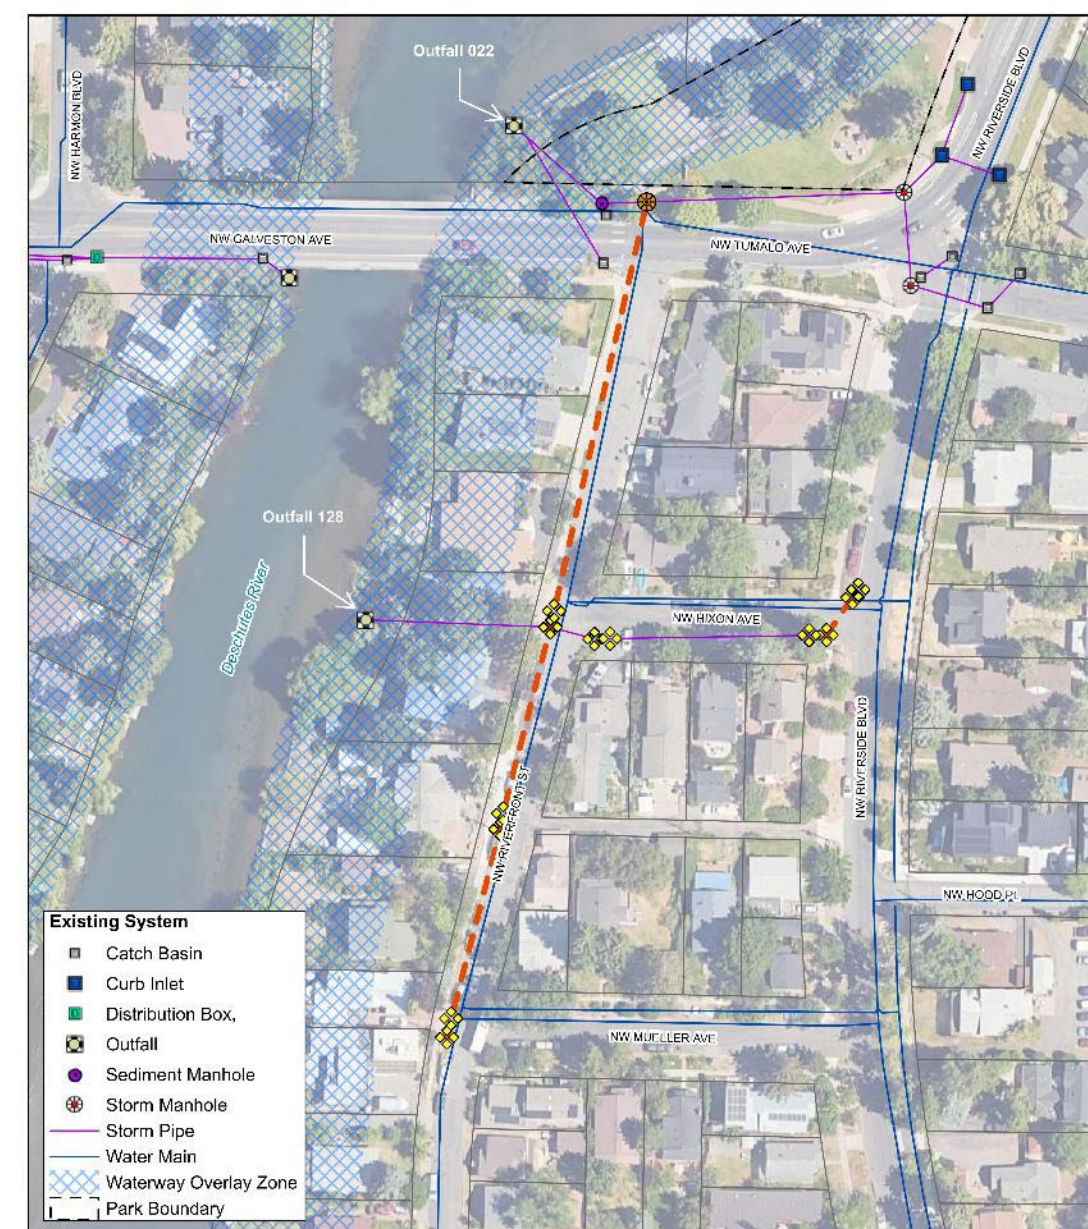 Outfall 022
NW HARMON BLVD
NW RIVERSIDE BLVD
NW GALVESTON AVE
NW TUMALO AVE
D
Outfall 128
Deschutes River
NW HIXON AVE
NW RIVERSIDE BLVD
NW RIVERFRONT ST
NW HOOD PL
NW MUELLER AVE
Existing System
Catch Basin
Curb Inlet
D
Distribution Box,
Outfall
Sediment Manhole
Storm Manhole
Storm Pipe
Water Main
Waterway Overlay Zone
Park Boundary